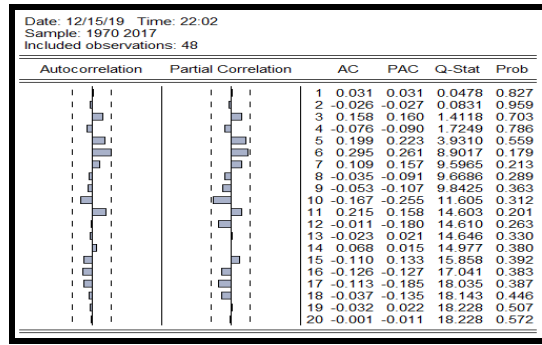 Date: 12/15/19 Time: 22:02
Sample: 1970 2017
Included observations: 48
Autocorrelation Partial Correlation AC PAC Q-Stat Prob
1 0.031 0.031 0.0478 0.827
2 -0.026 -0.027 0.0831 0.959
3 0.158 0.160 1.4118 0.703
4 -0.076 -0.090 1.7249 0.786
5 0.199 0.223 3.9310 0.559
6 0.295 0.261 8.9017 0.179
7 0.109 0.157 9.5965 0.213
8 -0.035 -0.091 9.6686 0.289
9 -0.053 -0.107 9.8425 0.363
10 -0.167 -0.255 11.605 0.312
11 0.215 0.158 14.603 0.201
12 -0.011 -0.180 14.610 0.263
13 -0.023 0.021 14.646 0.330
14 0.068 0.015 14.977 0.380
15 -0.110 0.133 15.858 0.392
16 -0.126 -0.127 17.041 0.383
17 -0.113 -0.185 18.035 0.387
18 -0.037 -0.135 18.143 0.446
19 -0.032 0.022 18.228 0.507
20 -0.001 -0.011 18.228 0.572